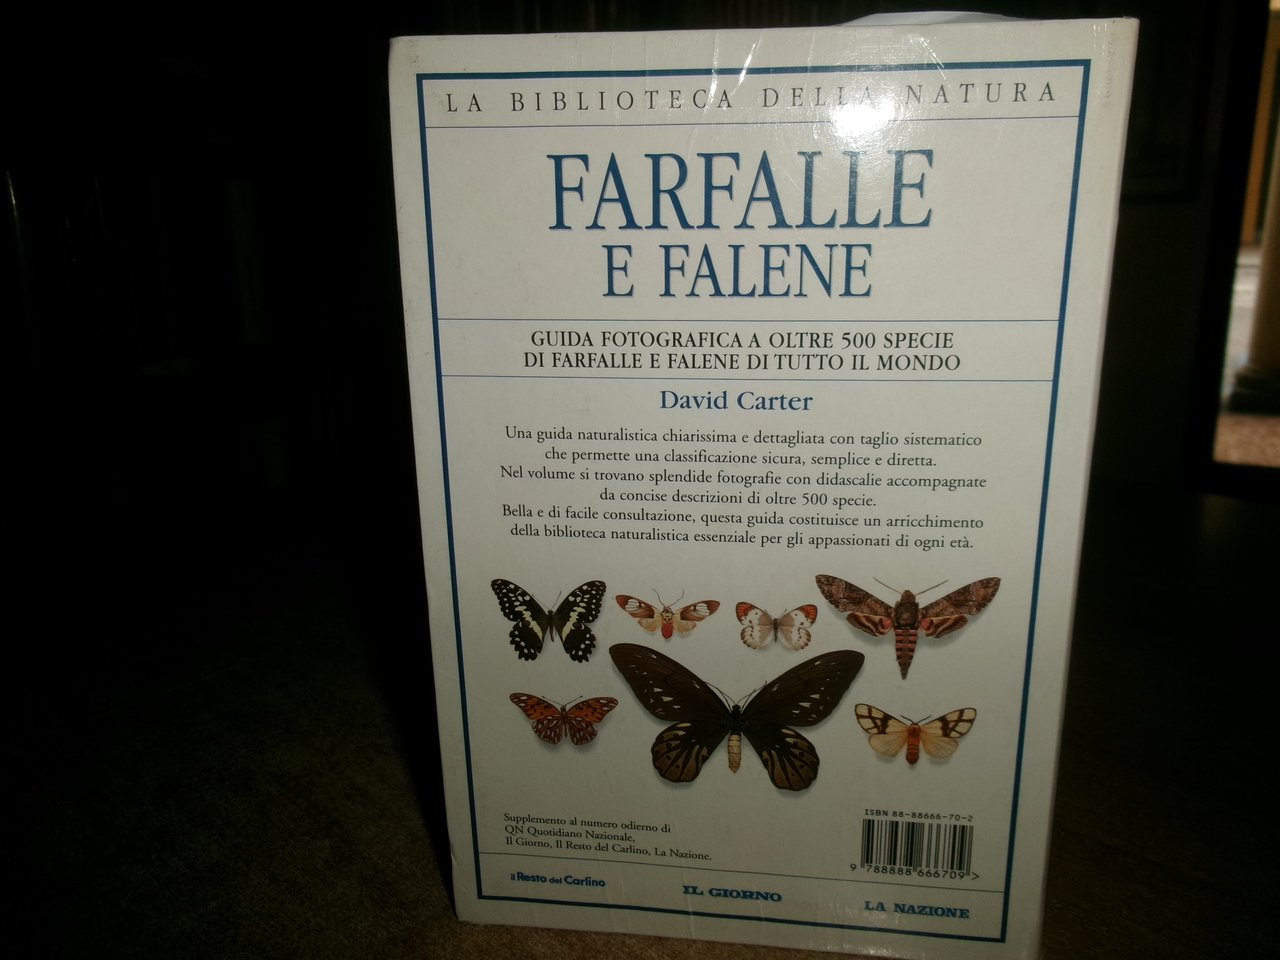 LA BIBLIOTECA DELLA NATURA
FARFALLE
E FALENE
GUIDA FOTOGRAFICA A OLTRE 500 SPECIE
DI FARFALLE E FALENE DI TUTTO IL MONDO
David Carter
Una guida naturalistica chiarissima e dettagliata con taglio sistematico
che permette una classificazione sicura, semplice e diretta.
Nel volume si trovano splendide fotografie con didascalie accompagnate
da concise descrizioni di oltre 500 specie.
Bella e di facile consultazione, questa guida costituisce un arricchimento
della biblioteca naturalistica essenziale per gli appassionati di ogni età.
Supplemento al numero odierno di
QN Quotidiano Nazionale,
Il Giorno, Il Resto del Carlino, La Nazione.
ISBN 88-88666-70-2
9 788888 666709 >
il Resto del Carlino
IL GIORNO
LA NAZIONE